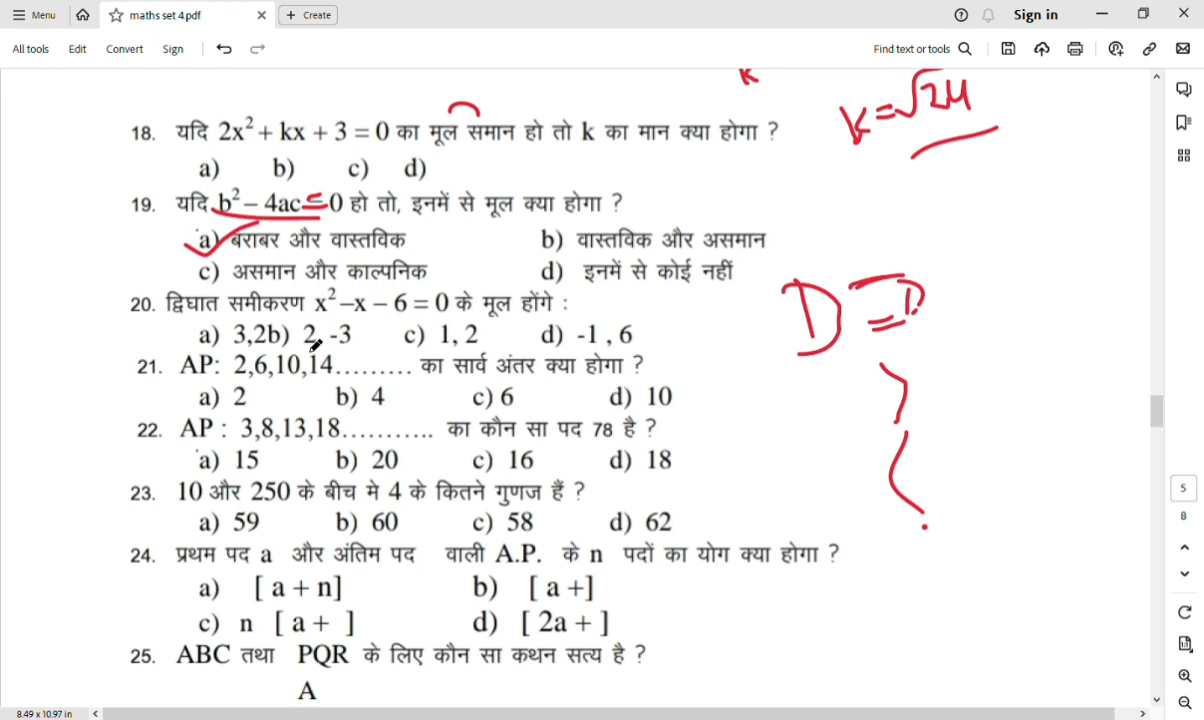 Menu maths set 4.pdf + Create Sign in
All tools Edit Convert Sign Find text or tools
K
K = √24
18. यदि 2x² + kx + 3 = 0 का मूल समान हो तो k का मान क्या होगा ?
a) b) c) d)
19. यदि b² – 4ac = 0 हो तो, इनमें से मूल क्या होगा ?
a) बराबर और वास्तविक b) वास्तविक और असमान
c) असमान और काल्पनिक d) इनमें से कोई नहीं
20. द्विघात समीकरण x² –x – 6 = 0 के मूल होंगे :
a) 3,2b) 2, -3 c) 1, 2 d) -1 , 6
D =
>
<
21. AP: 2,6,10,14......... का सार्व अंतर क्या होगा ?
a) 2 b) 4 c) 6 d) 10
22. AP : 3,8,13,18........... का कौन सा पद 78 है ?
a) 15 b) 20 c) 16 d) 18
23. 10 और 250 के बीच मे 4 के कितने गुणज हैं ?
a) 59 b) 60 c) 58 d) 62
24. प्रथम पद a और अंतिम पद वाली A.P. के n पदों का योग क्या होगा ?
a) [ a + n] b) [ a +]
c) n [ a + ] d) [ 2a + ]
25. ABC तथा PQR के लिए कौन सा कथन सत्य है ?
A
5
8
8.49 x 10.97 in